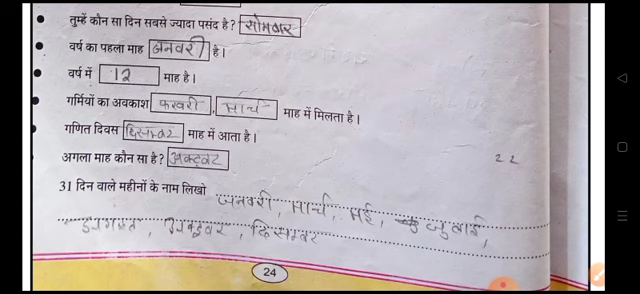 तुम्हें कौन सा दिन सबसे ज्यादा पसंद है? सोमवार
वर्ष का पहला माह जनवरी है।
वर्ष में 12 माह है।
गर्मियों का अवकाश फरवरी, मार्च माह में मिलता है।
गणित दिवस दिसम्बर माह में आता है।
अगला माह कौन सा है? अक्टूबर
22
31 दिन वाले महीनों के नाम लिखो जनवरी, मार्च, मई, जुलाई,
अगस्त, अक्टूबर, दिसम्बर
24